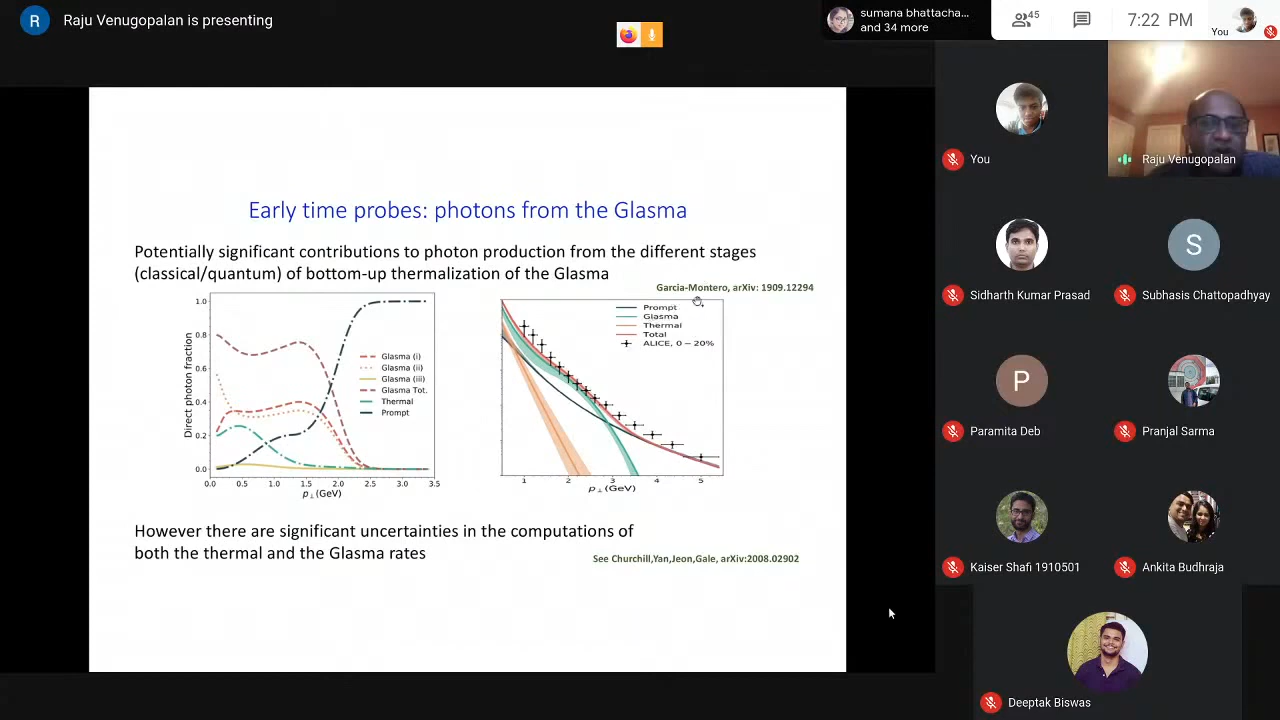 R
Raju Venugopalan is presenting
sumana bhattacha...
and 34 more
45
7:22 PM
You
Early time probes: photons from the Glasma
Potentially significant contributions to photon production from the different stages
(classical/quantum) of bottom-up thermalization of the Glasma
Garcia-Montero, arXiv: 1909.12294
Direct photon fraction
1.0
0.8
0.6
0.4
0.2
0.0
0.0 0.5 1.0 1.5 2.0 2.5 3.0 3.5
p⊥(GeV)
Glasma (i)
Glasma (ii)
Glasma (iii)
Glasma Tot.
Thermal
Prompt
Prompt
Glasma
Thermal
Total
ALICE, 0 − 20%
1 2 3 4 5
p⊥(GeV)
However there are significant uncertainties in the computations of
both the thermal and the Glasma rates
See Churchill,Yan,Jeon,Gale, arXiv:2008.02902
You
Raju Venugopalan
Sidharth Kumar Prasad
S
Subhasis Chattopadhyay
P
Paramita Deb
Pranjal Sarma
Kaiser Shafi 1910501
Ankita Budhraja
Deeptak Biswas